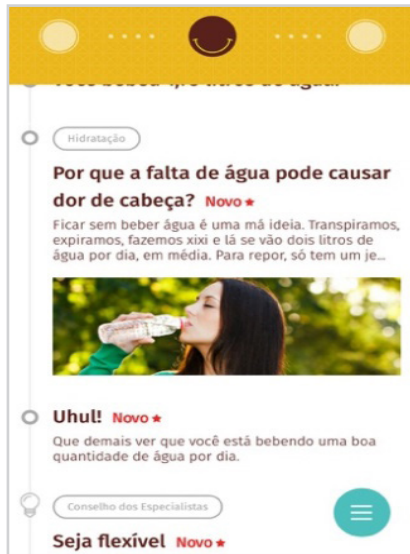 Hidratação
Por que a falta de água pode causar
dor de cabeça? Novo
Ficar sem beber água é uma má ideia. Transpiramos,
expiramos, fazemos xixi e lá se vão dois litros de
água por dia, em média. Para repor, só tem um je...
Uhul! Novo
Que demais ver que você está bebendo uma boa
quantidade de água por dia.
Conselho dos Especialistas
Seja flexível Novo